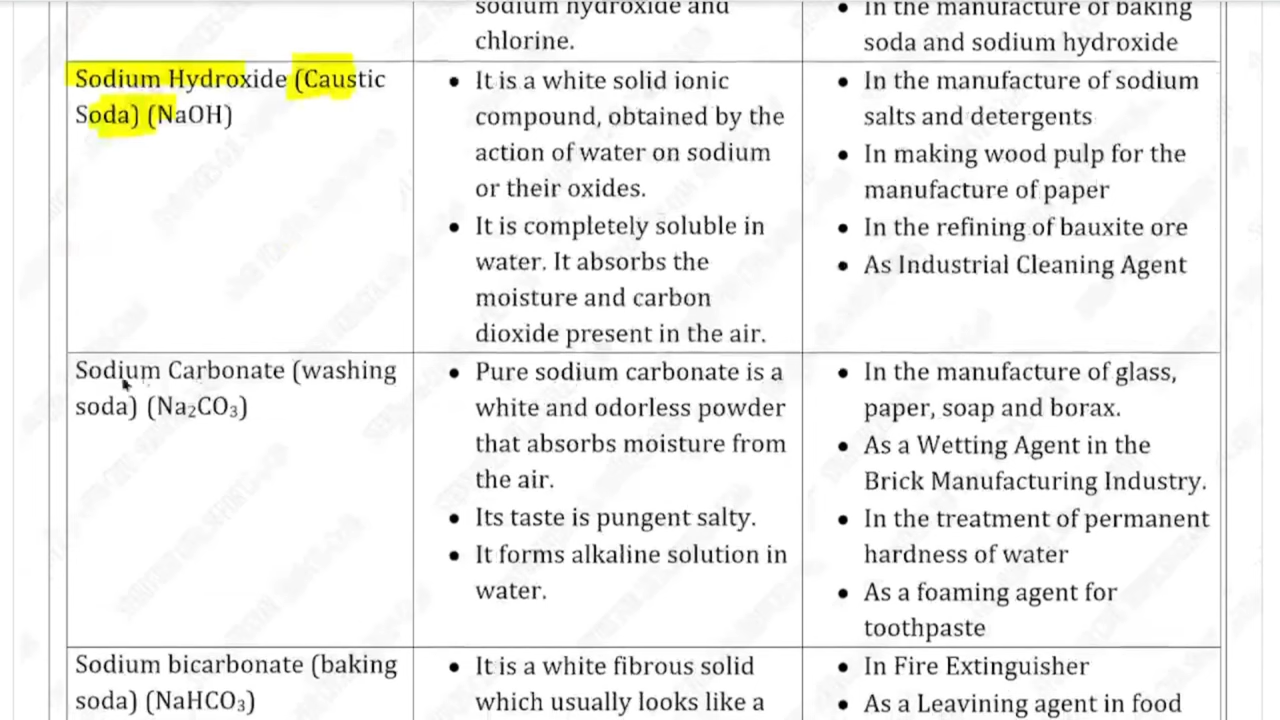 sodium hydroxide and
chlorine.
In the manufacture of baking
soda and sodium hydroxide
Sodium Hydroxide (Caustic
Soda) (NaOH)
• It is a white solid ionic
compound, obtained by the
action of water on sodium
or their oxides.
• It is completely soluble in
water. It absorbs the
moisture and carbon
dioxide present in the air.
• In the manufacture of sodium
salts and detergents
• In making wood pulp for the
manufacture of paper
• In the refining of bauxite ore
• As Industrial Cleaning Agent
Sodium Carbonate (washing
soda) (Na₂CO₃)
• Pure sodium carbonate is a
white and odorless powder
that absorbs moisture from
the air.
• Its taste is pungent salty.
• It forms alkaline solution in
water.
• In the manufacture of glass,
paper, soap and borax.
• As a Wetting Agent in the
Brick Manufacturing Industry.
• In the treatment of permanent
hardness of water
• As a foaming agent for
toothpaste
Sodium bicarbonate (baking
soda) (NaHCO₃)
• It is a white fibrous solid
which usually looks like a
• In Fire Extinguisher
• As a Leavining agent in food